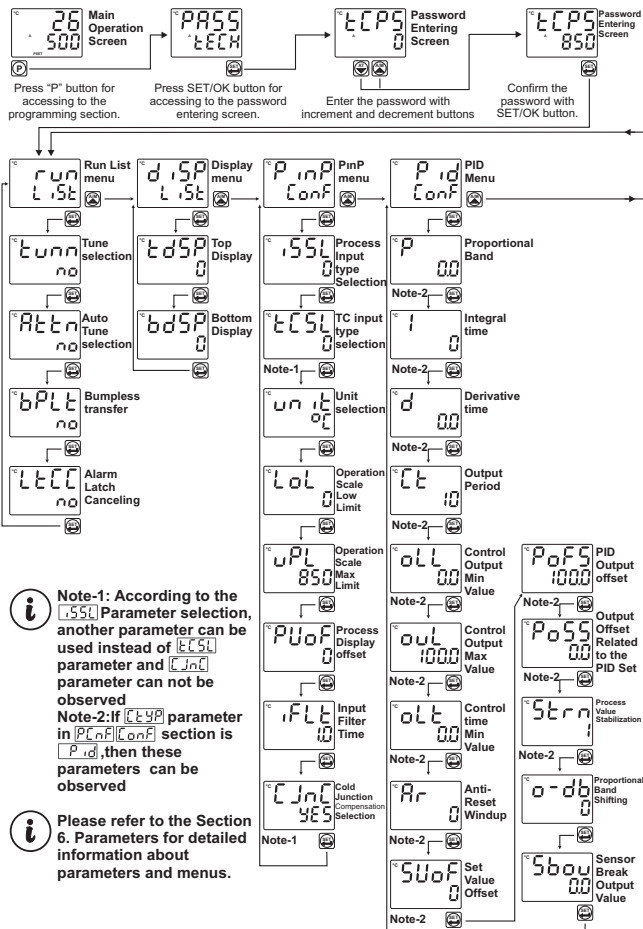 26
500
Main
Operation
Screen
Press "P" button for
accessing to the
programming section.
PASS
tECH
Press SET/OK button for
accessing to the password
entering screen.
tCPS
0
Password
Entering
Screen
Enter the password with
increment and decrement buttons
tCPS
850
Password
Entering
Screen
Confirm the
password with
SET/OK button.
run
LiSt
Run List
menu
tunn
no
Tune
selection
Attn
no
Auto
Tune
selection
bPLt
no
Bumpless
transfer
LtCC
no
Alarm
Latch
Canceling
diSP
LiSt
Display
menu
tdSP
0
Top
Display
bdSP
0
Bottom
Display
PinP
ConF
PınP
menu
iSSL
0
Process
Input
type
Selection
tCSL
0
TC input
type
selection
Note-1
unit
°C
Unit
selection
LoL
0
Operation
Scale
Low
Limit
uPL
850
Operation
Scale
Max
Limit
PUoF
0
Process
Display
offset
iFLt
1.0
Input
Filter
Time
CJnC
YES
Cold
Junction
Compensation
Selection
Note-1
Pid
ConF
PID
Menu
P
0.0
Proportional
Band
Note-2
I
0
Integral
time
Note-2
d
0.0
Derivative
time
Note-2
Ct
10
Output
Period
Note-2
oLL
0.0
Control
Output
Min
Value
Note-2
ouL
100.0
Control
Output
Max
Value
Note-2
oLt
0.0
Control
time
Min
Value
Note-2
Ar
0
Anti-
Reset
Windup
Note-2
SUoF
0
Set
Value
Offset
Note-2
PoFS
100.0
PID
Output
offset
Note-2
PoSS
0.0
Output
Offset
Related
to the
PID Set
Note-2
Strn
1
Process
Value
Stabilization
Note-2
o-db
0
Proportional
Band
Shifting
Sbou
0.0
Sensor
Break
Output
Value
Note-1: According to the
iSSL Parameter selection,
another parameter can be
used instead of tCSL
parameter and CJnC
parameter can not be
observed
Note-2:If CtYP parameter
in PCnF ConF section is
Pid ,then these
parameters can be
observed
Please refer to the Section
6. Parameters for detailed
information about
parameters and menus.